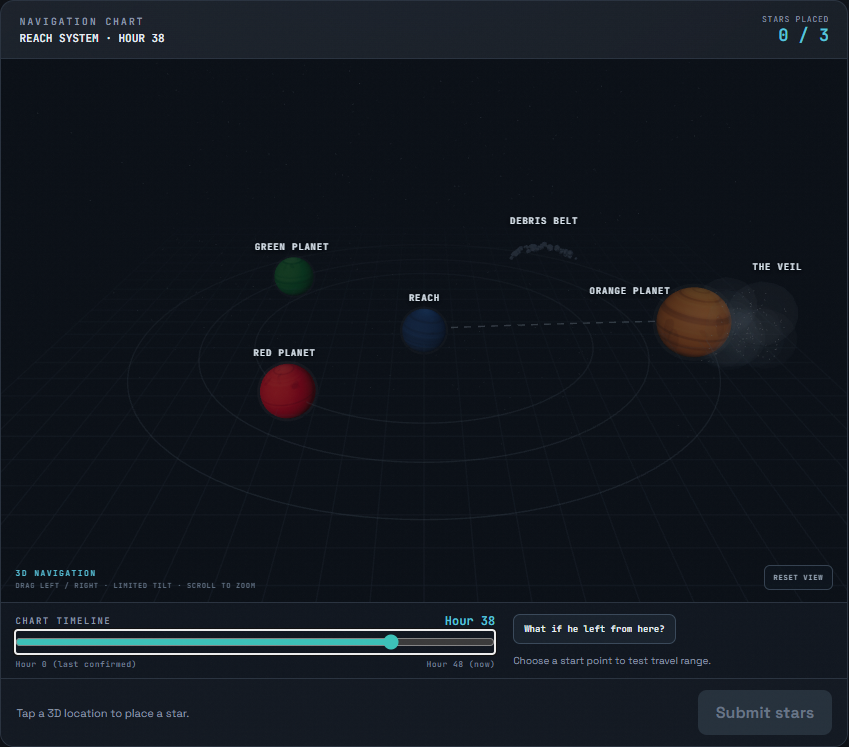 NAVIGATION CHART
REACH SYSTEM · HOUR 38
STARS PLACED
0 / 3
DEBRIS BELT
GREEN PLANET
THE VEIL
ORANGE PLANET
REACH
RED PLANET
3D NAVIGATION
DRAG LEFT / RIGHT · LIMITED TILT · SCROLL TO ZOOM
RESET VIEW
CHART TIMELINE
Hour 38
Hour 0 (last confirmed)
Hour 48 (now)
What if he left from here?
Choose a start point to test travel range.
Tap a 3D location to place a star.
Submit stars